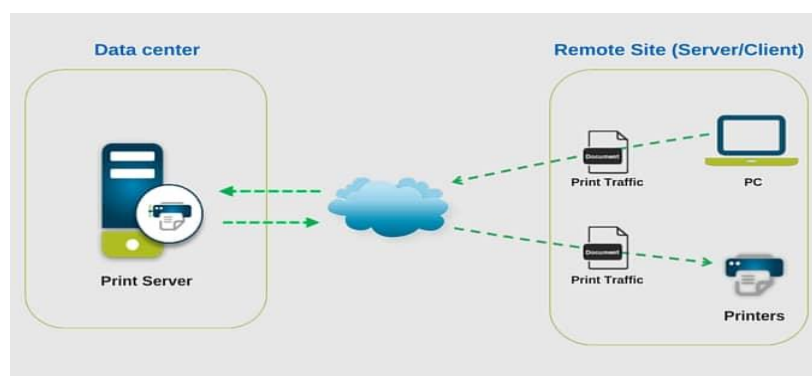 Data center
Remote Site (Server/Client)
Document
Print Traffic
PC
Document
Print Traffic
Print Server
Printers